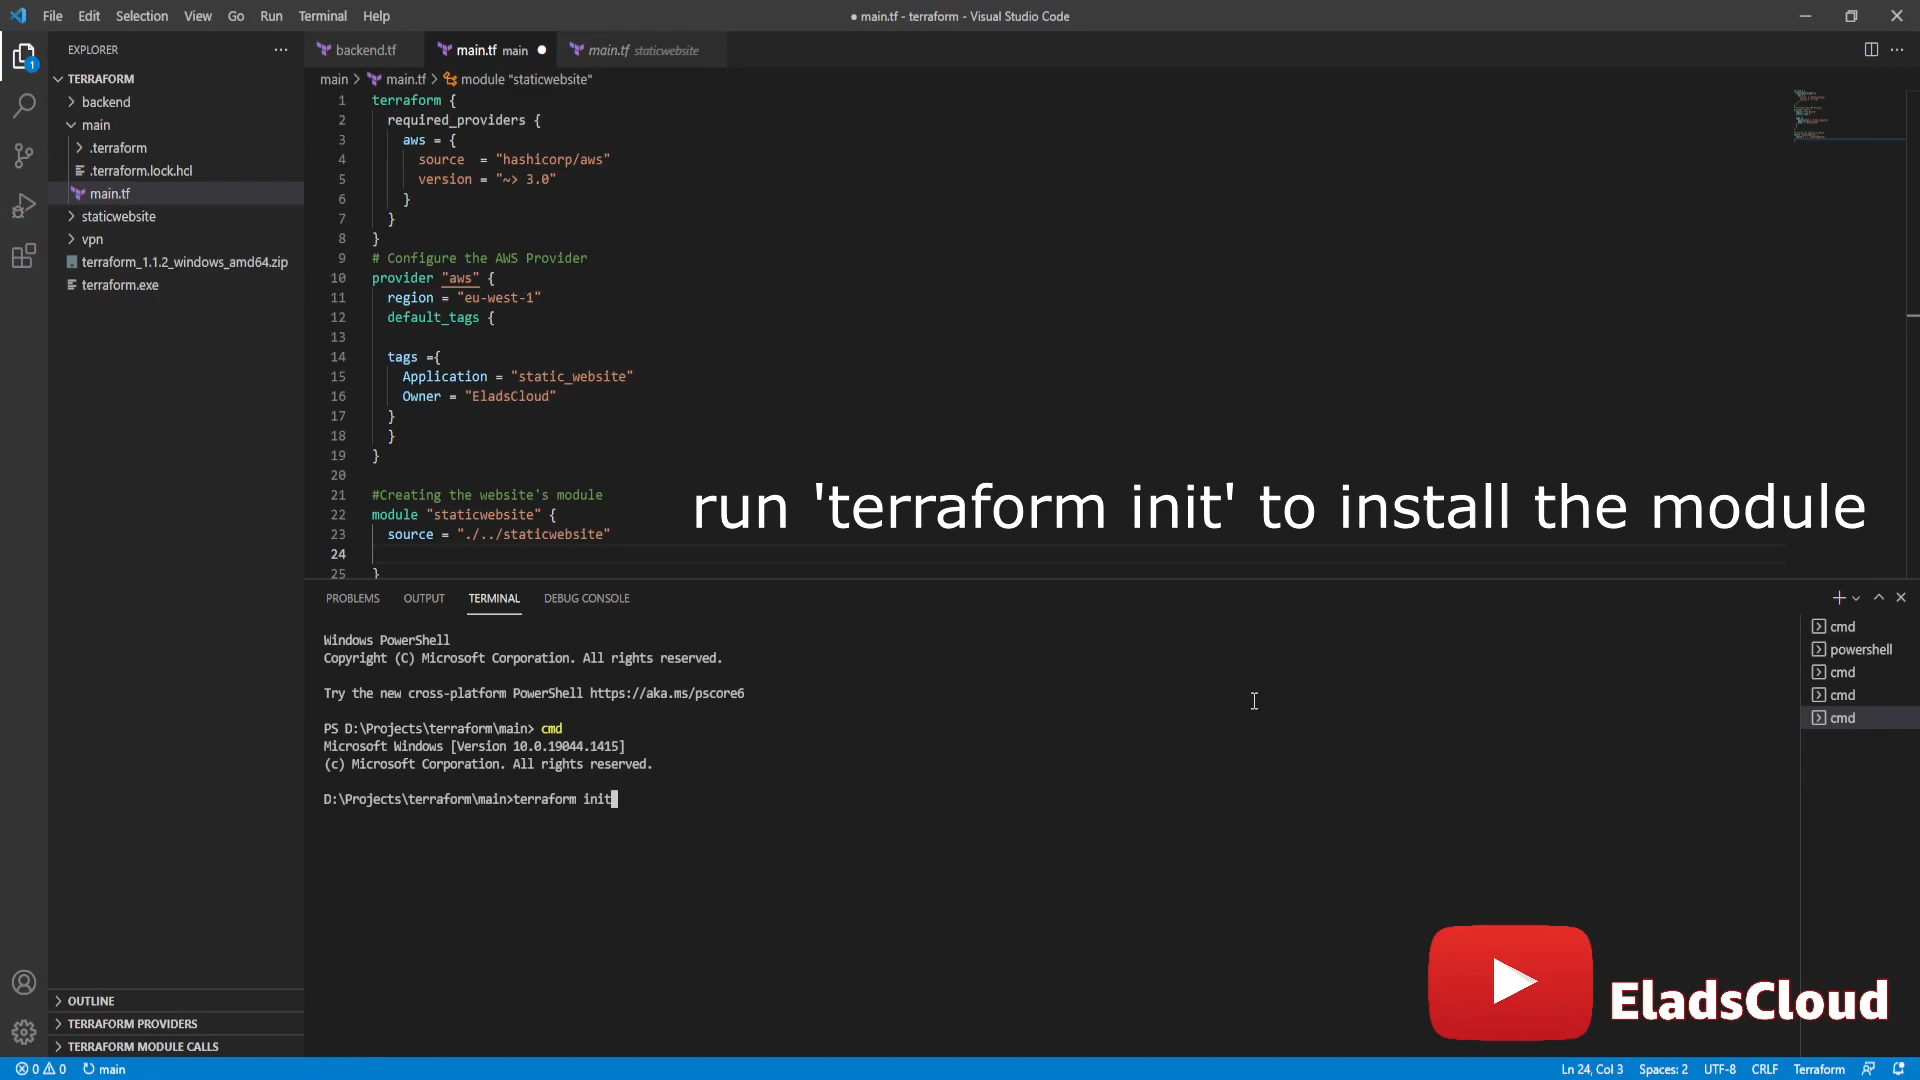 File Edit Selection View Go Run Terminal Help
● main.tf - terraform - Visual Studio Code
EXPLORER
1
TERRAFORM
backend
main
.terraform
.terraform.lock.hcl
main.tf
staticwebsite
vpn
terraform_1.1.2_windows_amd64.zip
terraform.exe
OUTLINE
TERRAFORM PROVIDERS
TERRAFORM MODULE CALLS
backend.tf
main.tf main
main.tf staticwebsite
main > main.tf > module "staticwebsite"
1 terraform {
2 required_providers {
3 aws = {
4 source = "hashicorp/aws"
5 version = "~> 3.0"
6 }
7 }
8 }
9 # Configure the AWS Provider
10 provider "aws" {
11 region = "eu-west-1"
12 default_tags {
13
14 tags ={
15 Application = "static_website"
16 Owner = "EladsCloud"
17 }
18 }
19 }
20
21 #Creating the website's module
22 module "staticwebsite" {
23 source = "./../staticwebsite"
24
25 }
run 'terraform init' to install the module
PROBLEMS OUTPUT TERMINAL DEBUG CONSOLE
Windows PowerShell
Copyright (C) Microsoft Corporation. All rights reserved.
Try the new cross-platform PowerShell https://aka.ms/pscore6
PS D:\Projects\terraform\main> cmd
Microsoft Windows [Version 10.0.19044.1415]
(c) Microsoft Corporation. All rights reserved.
D:\Projects\terraform\main>terraform init
cmd
powershell
cmd
cmd
cmd
EladsCloud
0 0 main
Ln 24, Col 3 Spaces: 2 UTF-8 CRLF Terraform